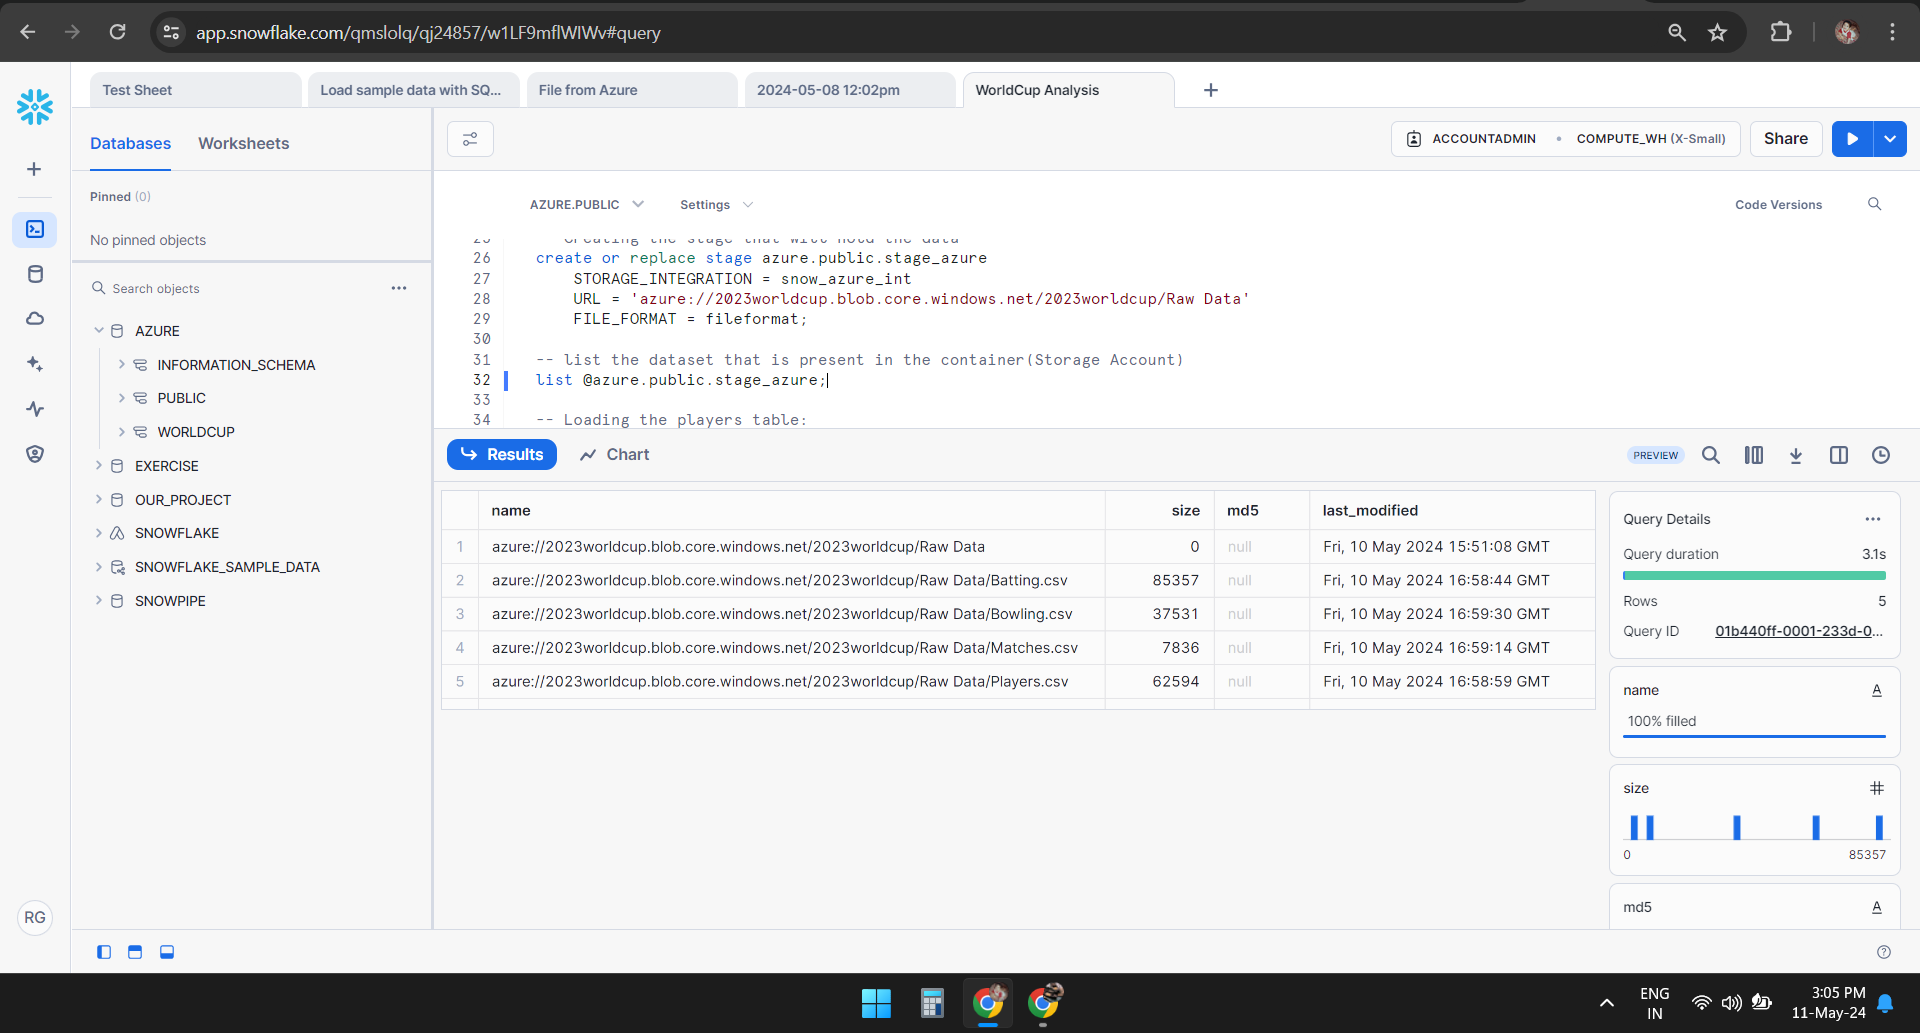 app.snowflake.com/qmslolq/qj24857/w1LF9mflWIWv#query
Test Sheet
Load sample data with SQ...
File from Azure
2024-05-08 12:02pm
WorldCup Analysis
Databases
Worksheets
ACCOUNTADMIN • COMPUTE_WH (X-Small)
Share
Pinned (0)
No pinned objects
Search objects
AZURE
INFORMATION_SCHEMA
PUBLIC
WORLDCUP
EXERCISE
OUR_PROJECT
SNOWFLAKE
SNOWFLAKE_SAMPLE_DATA
SNOWPIPE
RG
AZURE.PUBLIC
Settings
Code Versions
25 Creating the stage that will hold the data
26 create or replace stage azure.public.stage_azure
27 STORAGE_INTEGRATION = snow_azure_int
28 URL = 'azure://2023worldcup.blob.core.windows.net/2023worldcup/Raw Data'
29 FILE_FORMAT = fileformat;
30
31 -- list the dataset that is present in the container(Storage Account)
32 list @azure.public.stage_azure;
33
34 -- Loading the players table:
Results
Chart
PREVIEW
name size md5 last_modified
1 azure://2023worldcup.blob.core.windows.net/2023worldcup/Raw Data 0 null Fri, 10 May 2024 15:51:08 GMT
2 azure://2023worldcup.blob.core.windows.net/2023worldcup/Raw Data/Batting.csv 85357 null Fri, 10 May 2024 16:58:44 GMT
3 azure://2023worldcup.blob.core.windows.net/2023worldcup/Raw Data/Bowling.csv 37531 null Fri, 10 May 2024 16:59:30 GMT
4 azure://2023worldcup.blob.core.windows.net/2023worldcup/Raw Data/Matches.csv 7836 null Fri, 10 May 2024 16:59:14 GMT
5 azure://2023worldcup.blob.core.windows.net/2023worldcup/Raw Data/Players.csv 62594 null Fri, 10 May 2024 16:58:59 GMT
Query Details
Query duration 3.1s
Rows 5
Query ID 01b440ff-0001-233d-0...
name A
100% filled
size #
0 85357
md5 A
ENG
IN
3:05 PM
11-May-24